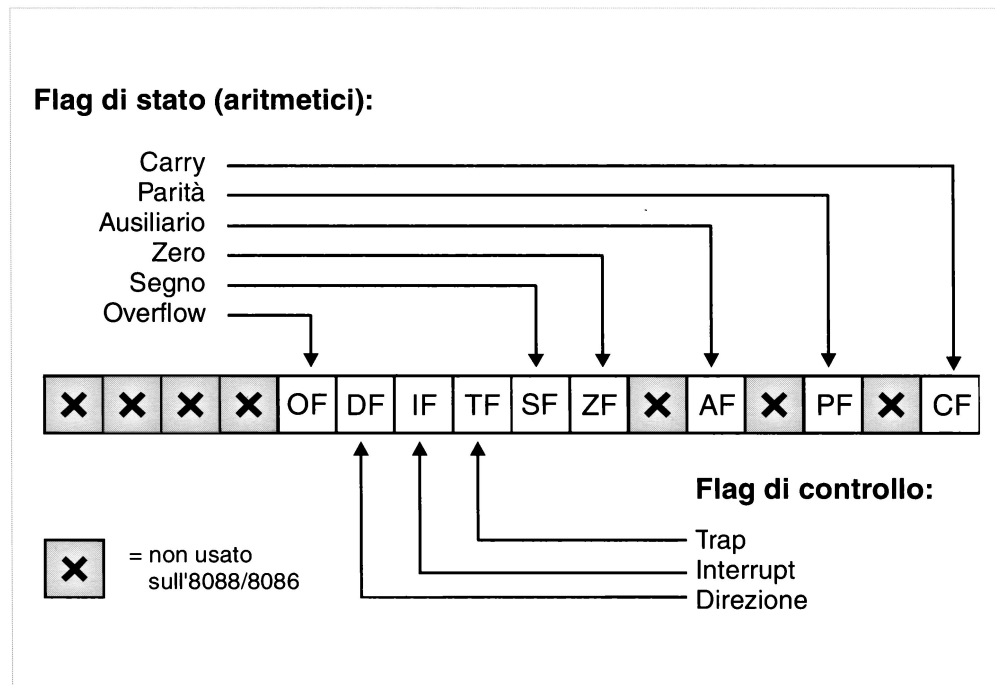 Flag di stato (aritmetici):
Carry
Parità
Ausiliario
Zero
Segno
Overflow
OF DF IF TF SF ZF AF PF CF
Flag di controllo:
Trap
Interrupt
Direzione
= non usato
sull'8088/8086